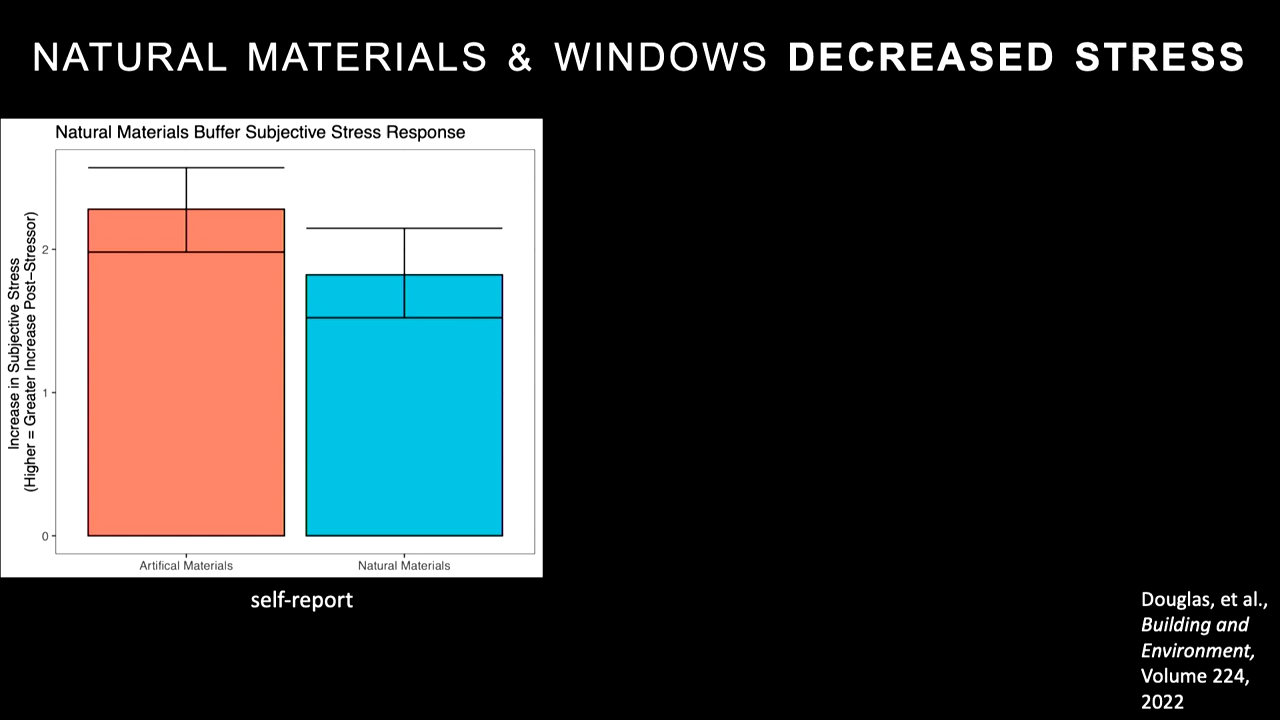 NATURAL MATERIALS & WINDOWS DECREASED STRESS
Natural Materials Buffer Subjective Stress Response
Increase in Subjective Stress
(Higher = Greater Increase Post−Stressor)
2
1
0
Artifical Materials
Natural Materials
self-report
Douglas, et al.,
Building and
Environment,
Volume 224,
2022